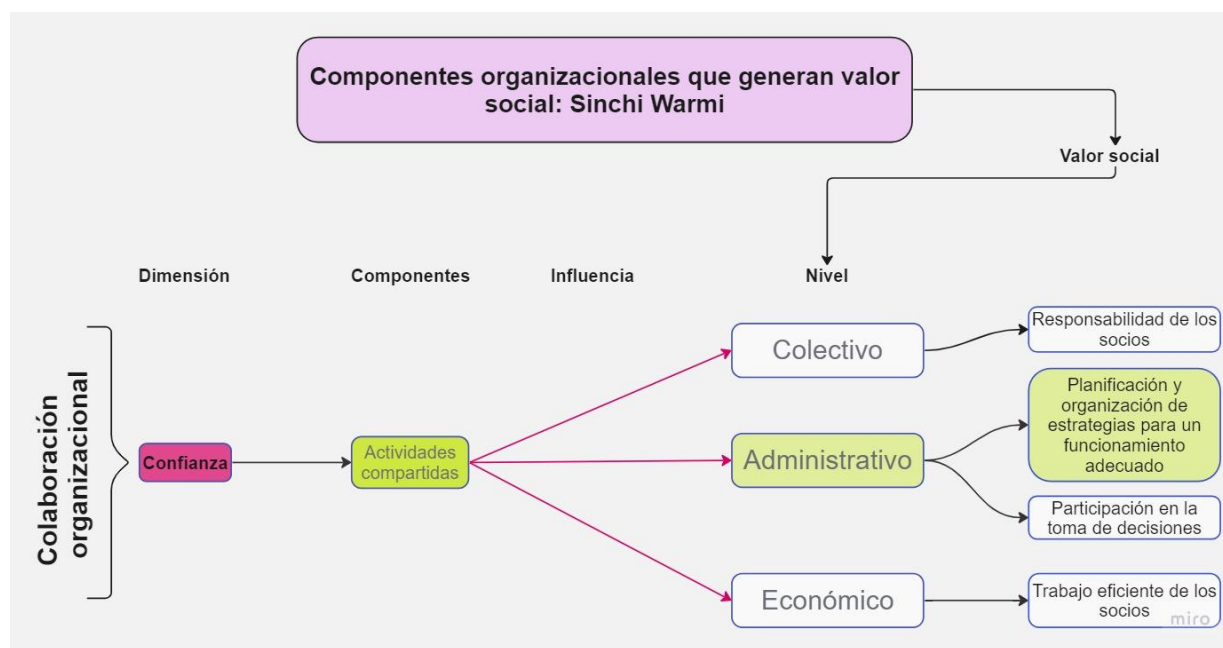 Componentes organizacionales que generan valor
social: Sinchi Warmi
Valor social
Dimensión
Componentes
Influencia
Nivel
Colaboración
organizacional
Confianza
Actividades
compartidas
Colectivo
Administrativo
Económico
Responsabilidad de los
socios
Planificación y
organización de
estrategias para un
funcionamiento
adecuado
Participación en la
toma de decisiones
Trabajo eficiente de los
socios
miro